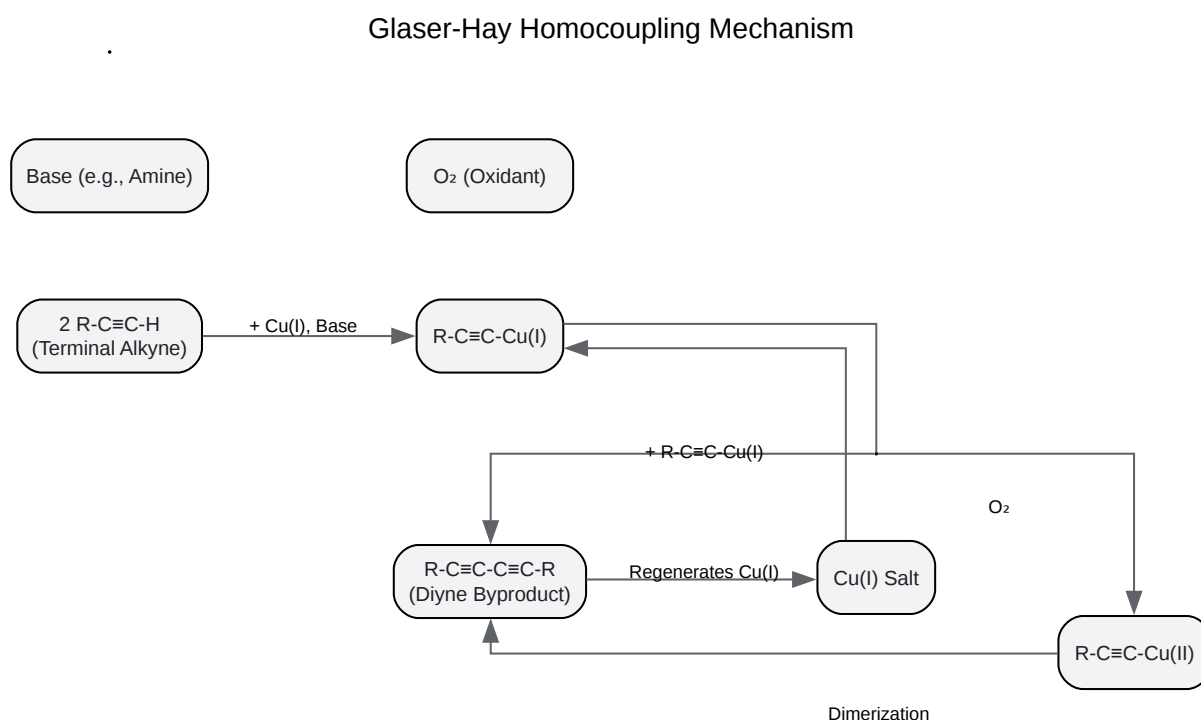 Glaser-Hay Homocoupling Mechanism
Base (e.g., Amine)
O₂ (Oxidant)
2 R-C≡C-H
(Terminal Alkyne)
+ Cu(I), Base
R-C≡C-Cu(I)
+ R-C≡C-Cu(I)
O₂
R-C≡C-C≡C-R
(Diyne Byproduct)
Regenerates Cu(I)
Cu(I) Salt
R-C≡C-Cu(II)
Dimerization